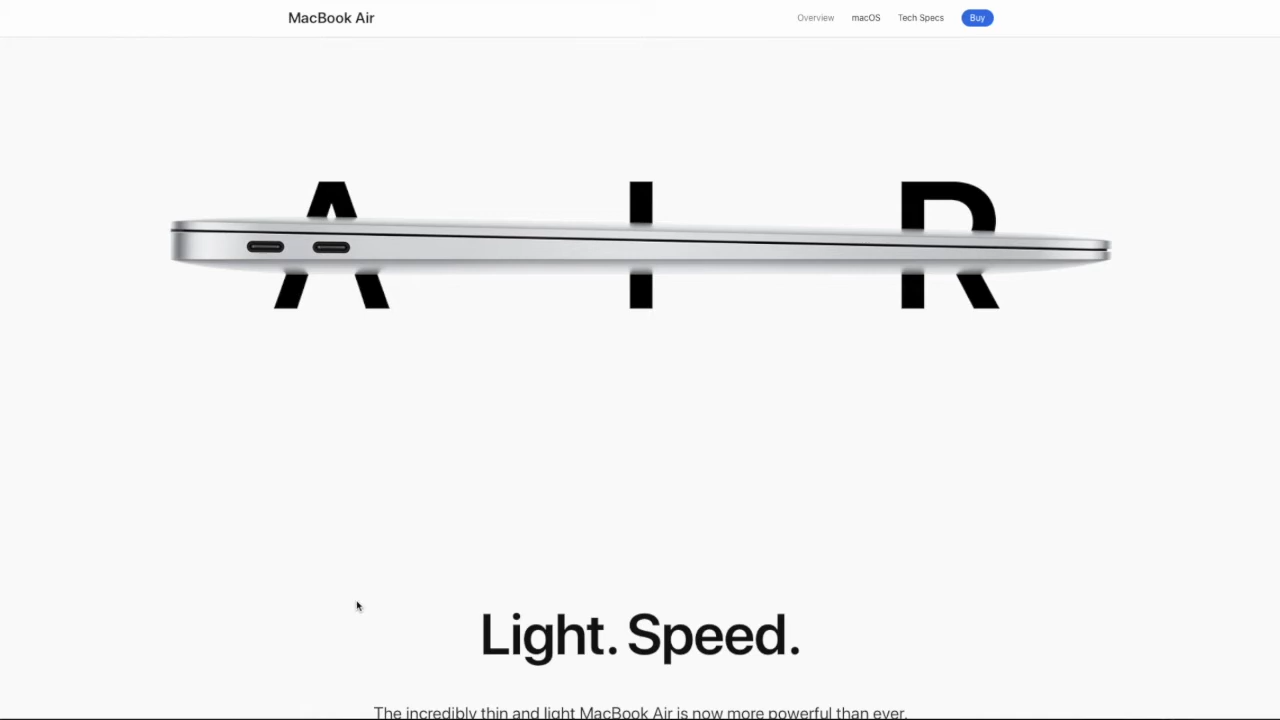 MacBook Air
Overview macOS Tech Specs Buy
AIR
Light. Speed.
The incredibly thin and light MacBook Air is now more powerful than ever.